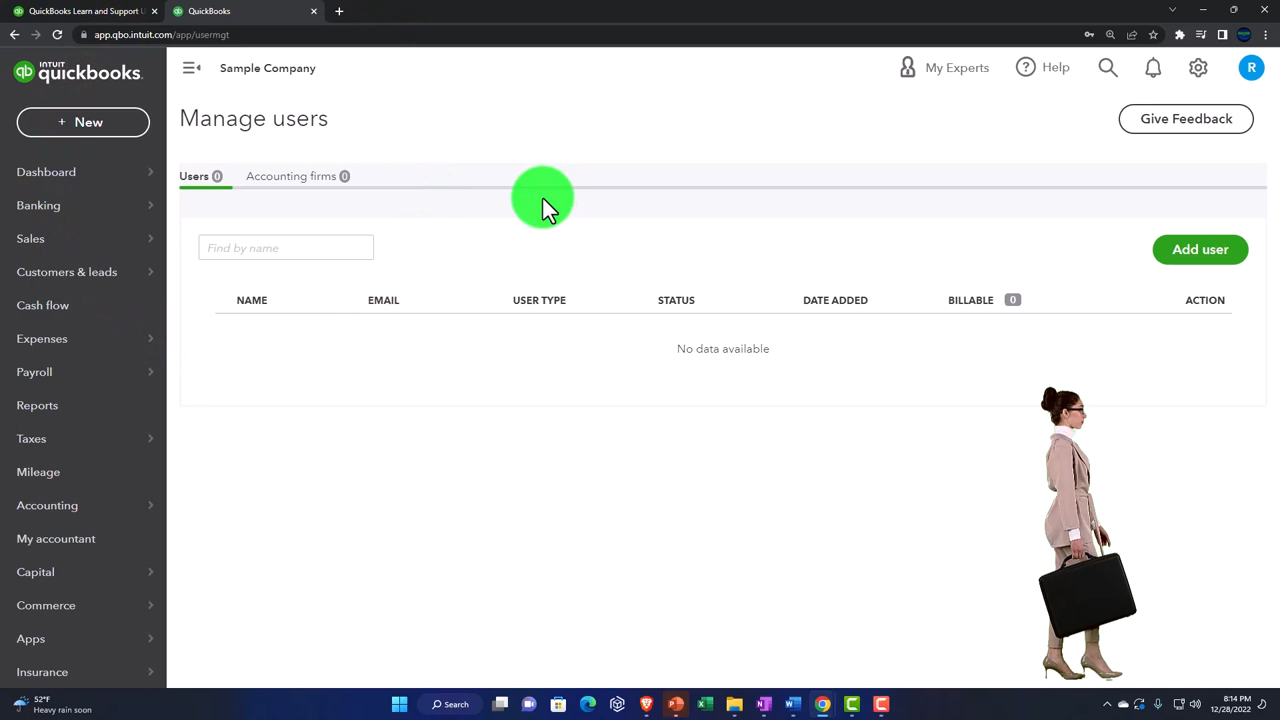 QuickBooks Learn and Support
QuickBooks
app.qbo.intuit.com/app/usermgt
INTUIT
quickbooks.
Sample Company
My Experts
Help
R
+ New
Manage users
Give Feedback
Dashboard
Banking
Sales
Customers & leads
Cash flow
Expenses
Payroll
Reports
Taxes
Mileage
Accounting
My accountant
Capital
Commerce
Apps
Insurance
Users 0
Accounting firms 0
Find by name
Add user
NAME EMAIL USER TYPE STATUS DATE ADDED BILLABLE 0 ACTION
No data available
52°F
Heavy rain soon
Search
8:14 PM
12/28/2022